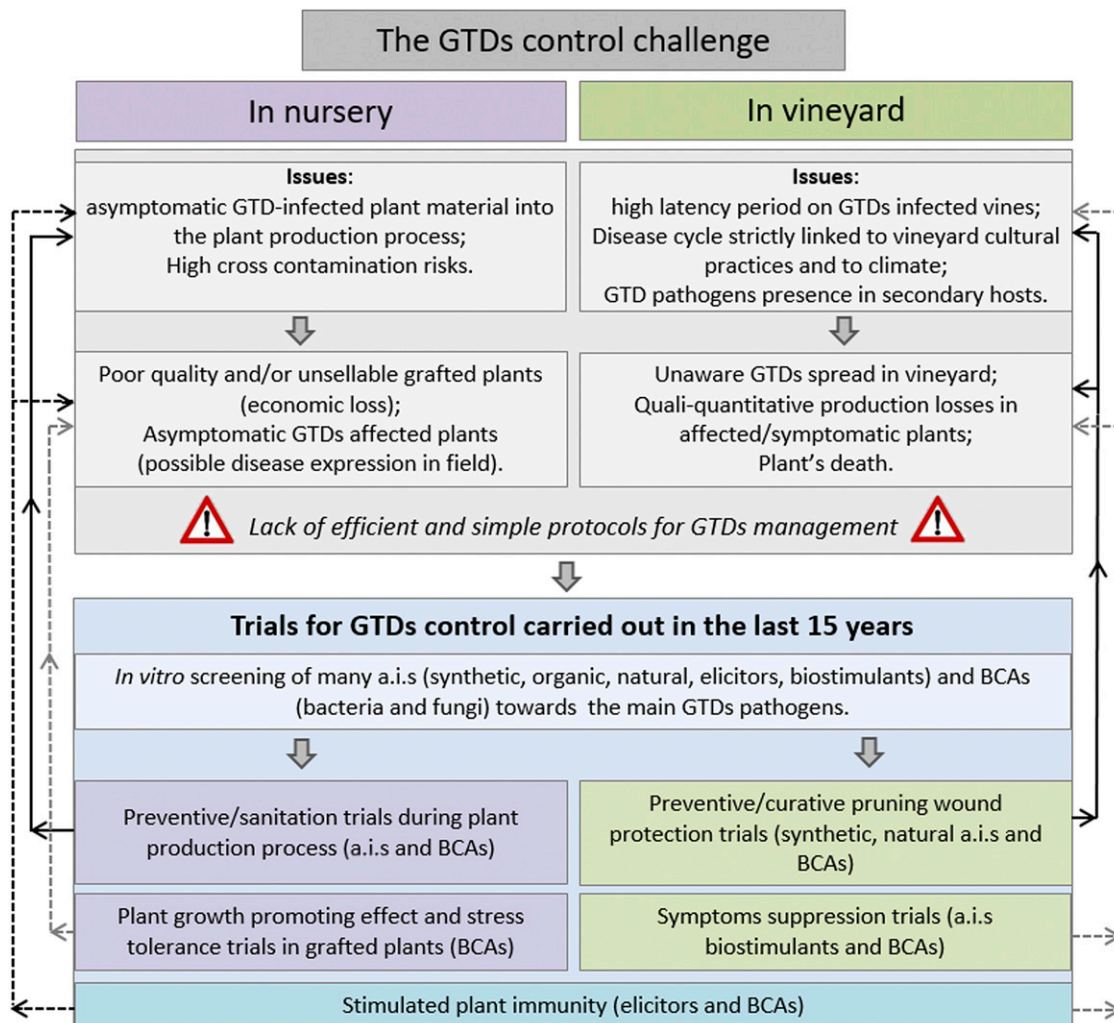 The GTDs control challenge
In nursery
In vineyard
Issues:
asymptomatic GTD-infected plant material into
the plant production process;
High cross contamination risks.
Issues:
high latency period on GTDs infected vines;
Disease cycle strictly linked to vineyard cultural
practices and to climate;
GTD pathogens presence in secondary hosts.
Poor quality and/or unsellable grafted plants
(economic loss);
Asymptomatic GTDs affected plants
(possible disease expression in field).
Unaware GTDs spread in vineyard;
Quali-quantitative production losses in
affected/symptomatic plants;
Plant's death.
Lack of efficient and simple protocols for GTDs management
Trials for GTDs control carried out in the last 15 years
In vitro screening of many a.i.s (synthetic, organic, natural, elicitors, biostimulants) and BCAs
(bacteria and fungi) towards the main GTDs pathogens.
Preventive/sanitation trials during plant
production process (a.i.s and BCAs)
Preventive/curative pruning wound
protection trials (synthetic, natural a.i.s and
BCAs)
Plant growth promoting effect and stress
tolerance trials in grafted plants (BCAs)
Symptoms suppression trials (a.i.s
biostimulants and BCAs)
Stimulated plant immunity (elicitors and BCAs)